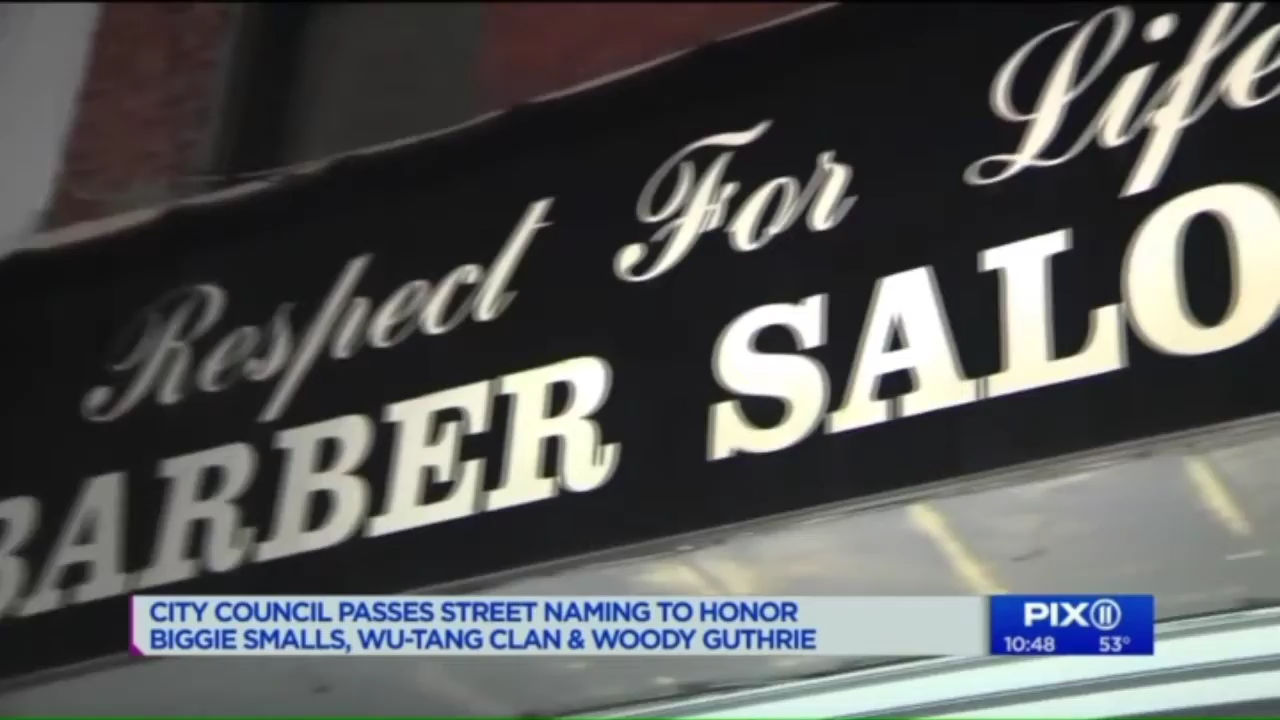 Respect For Life
BARBER SALO
CITY COUNCIL PASSES STREET NAMING TO HONOR
BIGGIE SMALLS, WU-TANG CLAN & WOODY GUTHRIE
PIX11
10:48 53°